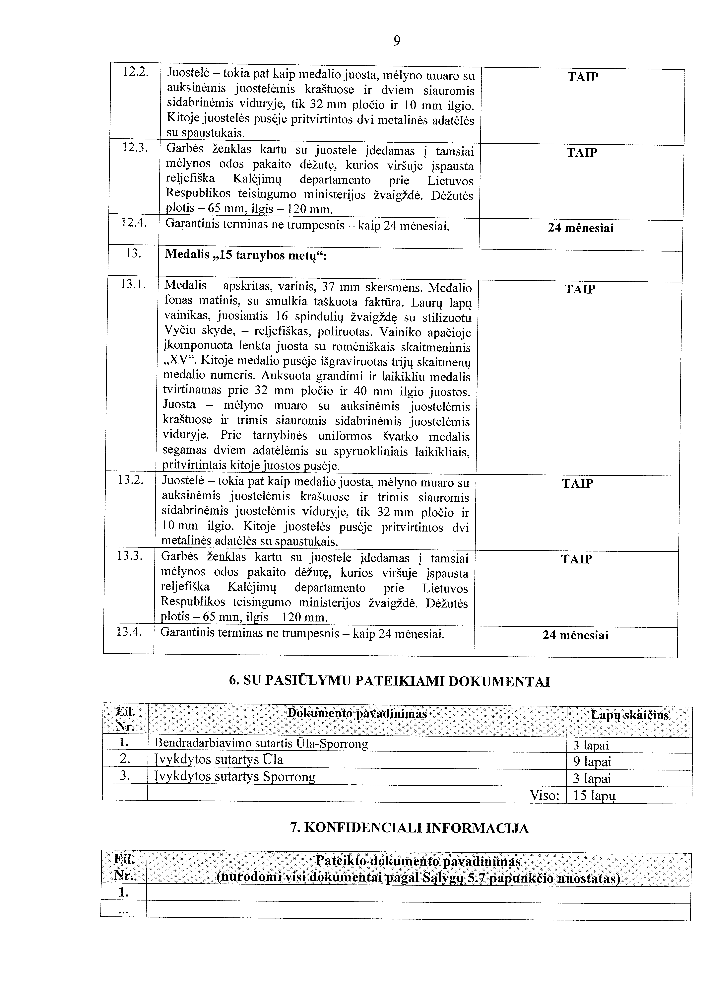 9
12.2. Juostelė – tokia pat kaip medalio juosta, mėlyno muaro su TAIP
auksinėmis juostelėmis kraštuose ir dviem siauromis
sidabrinėmis viduryje, tik 32 mm pločio ir 10 mm ilgio.
Kitoje juostelės pusėje pritvirtintos dvi metalinės adatėlės
su spaustukais.
12.3. Garbės ženklas kartu su juostele įdedamas į tamsiai TAIP
mėlynos odos pakaito dėžutę, kurios viršuje įspausta
reljefiška Kalėjimų departamento prie Lietuvos
Respublikos teisingumo ministerijos žvaigždė. Dėžutės
plotis – 65 mm, ilgis – 120 mm.
12.4. Garantinis terminas ne trumpesnis – kaip 24 mėnesiai. 24 mėnesiai
13. Medalis „15 tarnybos metų“:
13.1. Medalis – apskritas, varinis, 37 mm skersmens. Medalio TAIP
fonas matinis, su smulkia taškuota faktūra. Laurų lapų
vainikas, juosiantis 16 spindulių žvaigždę su stilizuotu
Vyčiu skyde, – reljefiškas, poliruotas. Vainiko apačioje
įkomponuota lenkta juosta su romėniškais skaitmenimis
„XV“. Kitoje medalio pusėje išgraviruotas trijų skaitmenų
medalio numeris. Auksuota grandimi ir laikikliu medalis
tvirtinamas prie 32 mm pločio ir 40 mm ilgio juostos.
Juosta – mėlyno muaro su auksinėmis juostelėmis
kraštuose ir trimis siauromis sidabrinėmis juostelėmis
viduryje. Prie tarnybinės uniformos švarko medalis
segamas dviem adatėlėmis su spyruokliniais laikikliais,
pritvirtintais kitoje juostos pusėje.
13.2. Juostelė – tokia pat kaip medalio juosta, mėlyno muaro su TAIP
auksinėmis juostelėmis kraštuose ir trimis siauromis
sidabrinėmis juostelėmis viduryje, tik 32 mm pločio ir
10 mm ilgio. Kitoje juostelės pusėje pritvirtintos dvi
metalinės adatėlės su spaustukais.
13.3. Garbės ženklas kartu su juostele įdedamas į tamsiai TAIP
mėlynos odos pakaito dėžutę, kurios viršuje įspausta
reljefiška Kalėjimų departamento prie Lietuvos
Respublikos teisingumo ministerijos žvaigždė. Dėžutės
plotis – 65 mm, ilgis – 120 mm.
13.4. Garantinis terminas ne trumpesnis – kaip 24 mėnesiai. 24 mėnesiai
6. SU PASIŪLYMU PATEIKIAMI DOKUMENTAI
Eil. Dokumento pavadinimas Lapų skaičius
Nr.
1. Bendradarbiavimo sutartis Ūla-Sporrong 3 lapai
2. Įvykdytos sutartys Ūla 9 lapai
3. Įvykdytos sutartys Sporrong 3 lapai
Viso: 15 lapų
7. KONFIDENCIALI INFORMACIJA
Eil. Pateikto dokumento pavadinimas
Nr. (nurodomi visi dokumentai pagal Sąlygų 5.7 papunkčio nuostatas)
1.
...